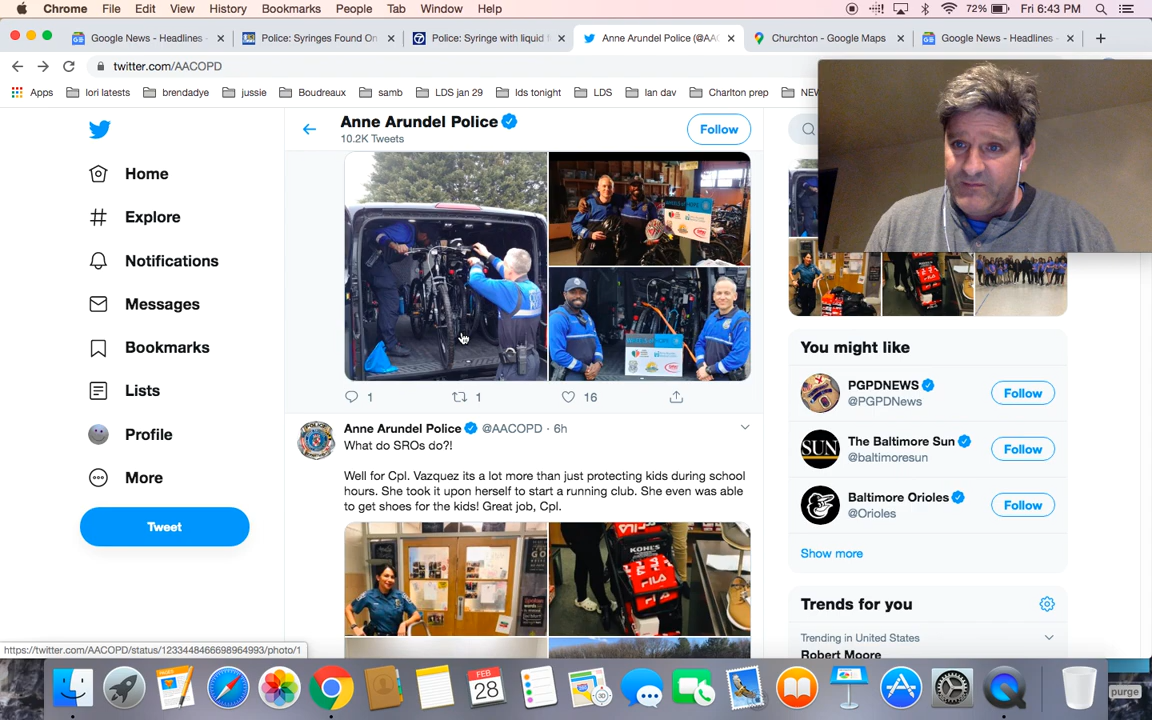 Chrome File Edit View History Bookmarks People Tab Window Help
72% Fri 6:43 PM
Google News - Headlines -
Police: Syringes Found On
Police: Syringe with liquid
Anne Arundel Police (@AAC
Churchton - Google Maps
Google News - Headlines -
twitter.com/AACOPD
Apps lori latests brendadye jussie Boudreaux samb LDS jan 29 lds tonight LDS Ian dav Charlton prep
Anne Arundel Police
10.2K Tweets
Follow
Home
Explore
Notifications
Messages
Bookmarks
Lists
Profile
More
Tweet
1 1 16
Anne Arundel Police @AACOPD · 6h
What do SROs do?!
Well for Cpl. Vazquez its a lot more than just protecting kids during school
hours. She took it upon herself to start a running club. She even was able
to get shoes for the kids! Great job, Cpl.
KOHL'S
FILA
You might like
PGPDNEWS
@PGPDNews
Follow
SUN
The Baltimore Sun
@baltimoresun
Follow
Baltimore Orioles
@Orioles
Follow
Show more
Trends for you
Trending in United States
Robert Moore
https://twitter.com/AACOPD/status/1233448466698964993/photo/1
FEB
28
purge